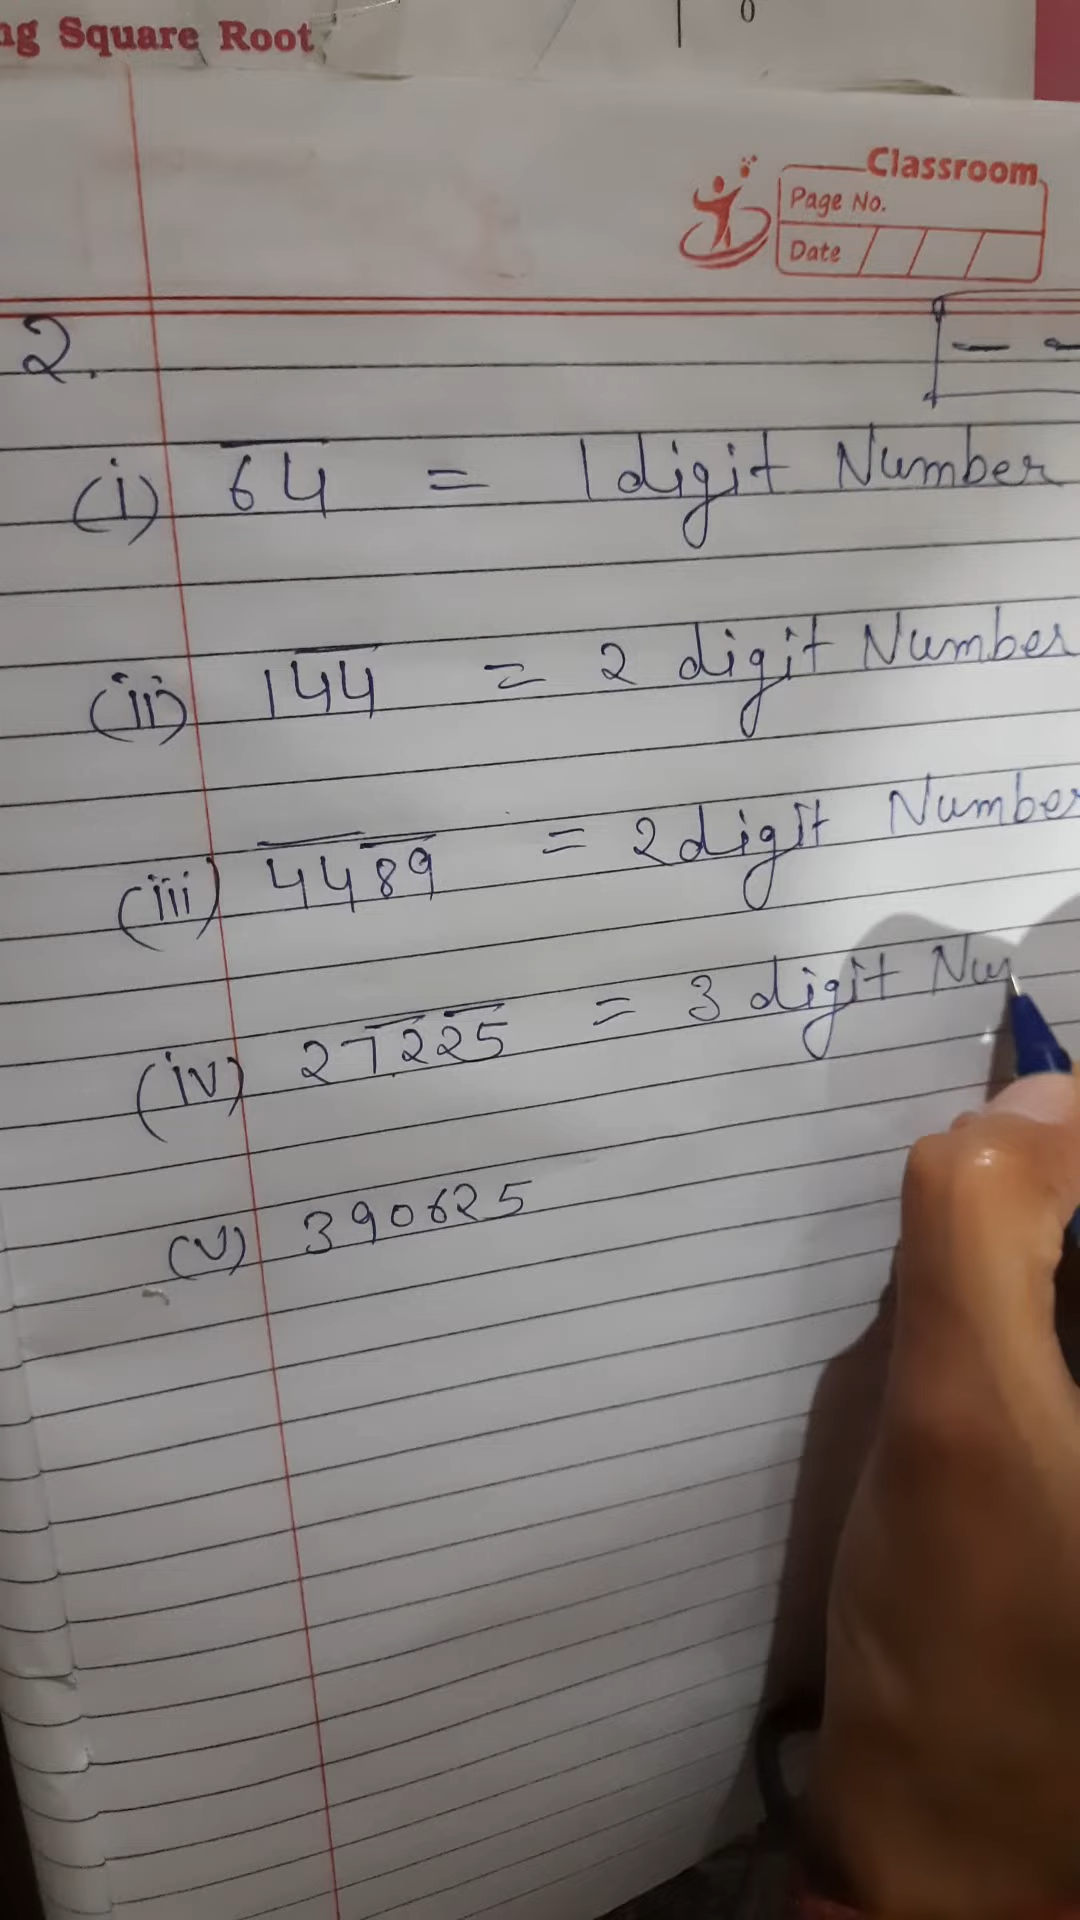 ng Square Root
0
Classroom
Page No.
Date
2.
(i) 64 = 1 digit Number
(ii) 144 = 2 digit Number
(iii) 4489 = 2 digit Number
(iv) 27225 = 3 digit Nu
(v) 390625